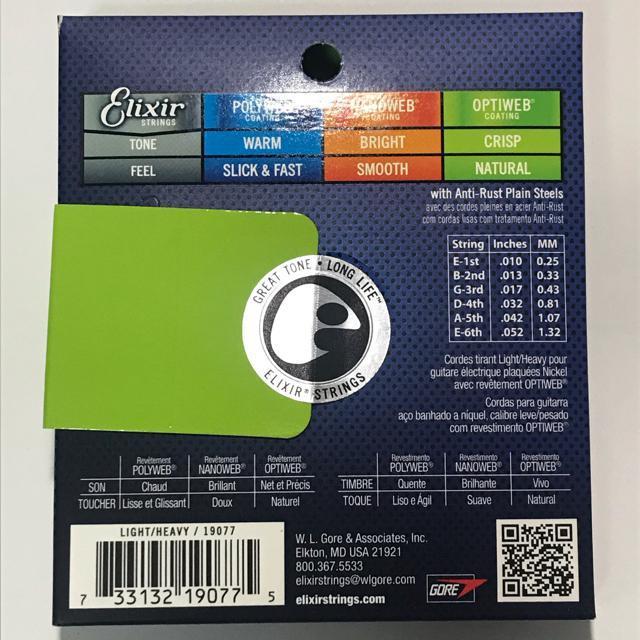 Elixir
STRINGS
POLYWEB®
COATING
NANOWEB®
COATING
OPTIWEB®
COATING
TONE WARM BRIGHT CRISP
FEEL SLICK & FAST SMOOTH NATURAL
with Anti-Rust Plain Steels
avec des cordes pleines en acier Anti-Rust
com cordas lisas com tratamento Anti-Rust
String Inches MM
E-1st .010 0.25
B-2nd .013 0.33
G-3rd .017 0.43
D-4th .032 0.81
A-5th .042 1.07
E-6th .052 1.32
GREAT TONE • LONG LIFE™
ELIXIR® STRINGS
Cordes tirant Light/Heavy pour
guitare électrique plaquées Nickel
avec revêtement OPTIWEB®
Cordas para guitarra
aço banhado a níquel, calibre leve/pesado
com revestimento OPTIWEB®
Revêtement POLYWEB® Revêtement NANOWEB® Revêtement OPTIWEB®
SON Chaud Brillant Net et Précis
TOUCHER Lisse et Glissant Doux Naturel
Revestimento POLYWEB® Revestimento NANOWEB® Revestimento OPTIWEB®
TIMBRE Quente Brilhante Vivo
TOQUE Liso e Ágil Suave Natural
LIGHT/HEAVY / 19077
7 33132 19077 5
W. L. Gore & Associates, Inc.
Elkton, MD USA 21921
800.367.5533
elixirstrings@wlgore.com
elixirstrings.com
GORE